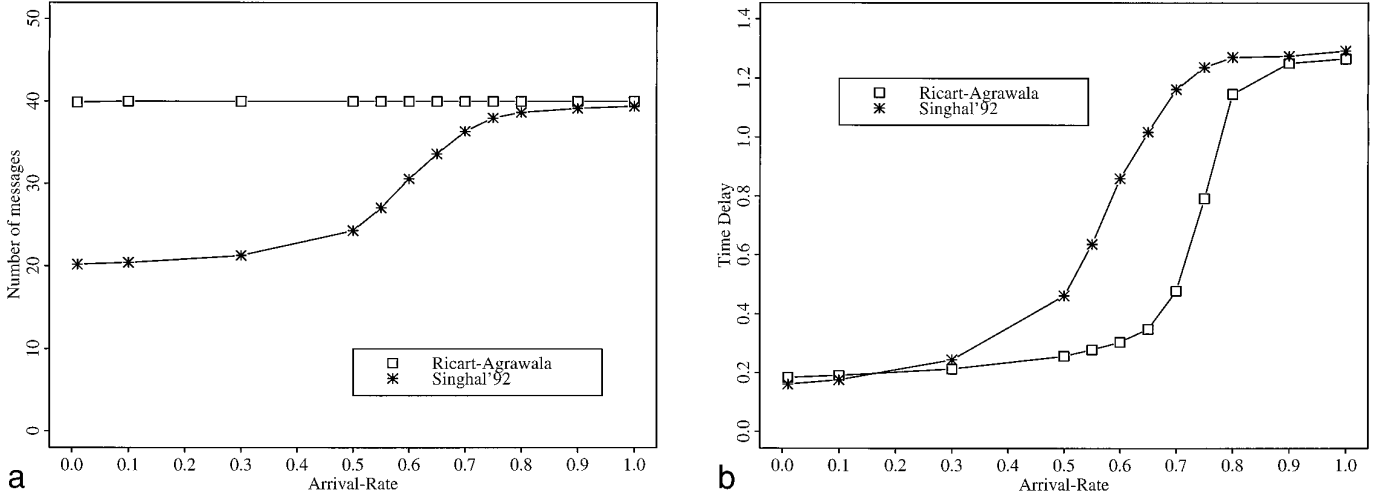 50
40
30
20
10
0
Number of messages
Ricart-Agrawala
Singhal'92
0.0 0.1 0.2 0.3 0.4 0.5 0.6 0.7 0.8 0.9 1.0
Arrival-Rate
a
1.4
1.2
1.0
0.8
0.6
0.4
0.2
0.0
Time Delay
Ricart-Agrawala
Singhal'92
0.0 0.1 0.2 0.3 0.4 0.5 0.6 0.7 0.8 0.9 1.0
Arrival-Rate
b